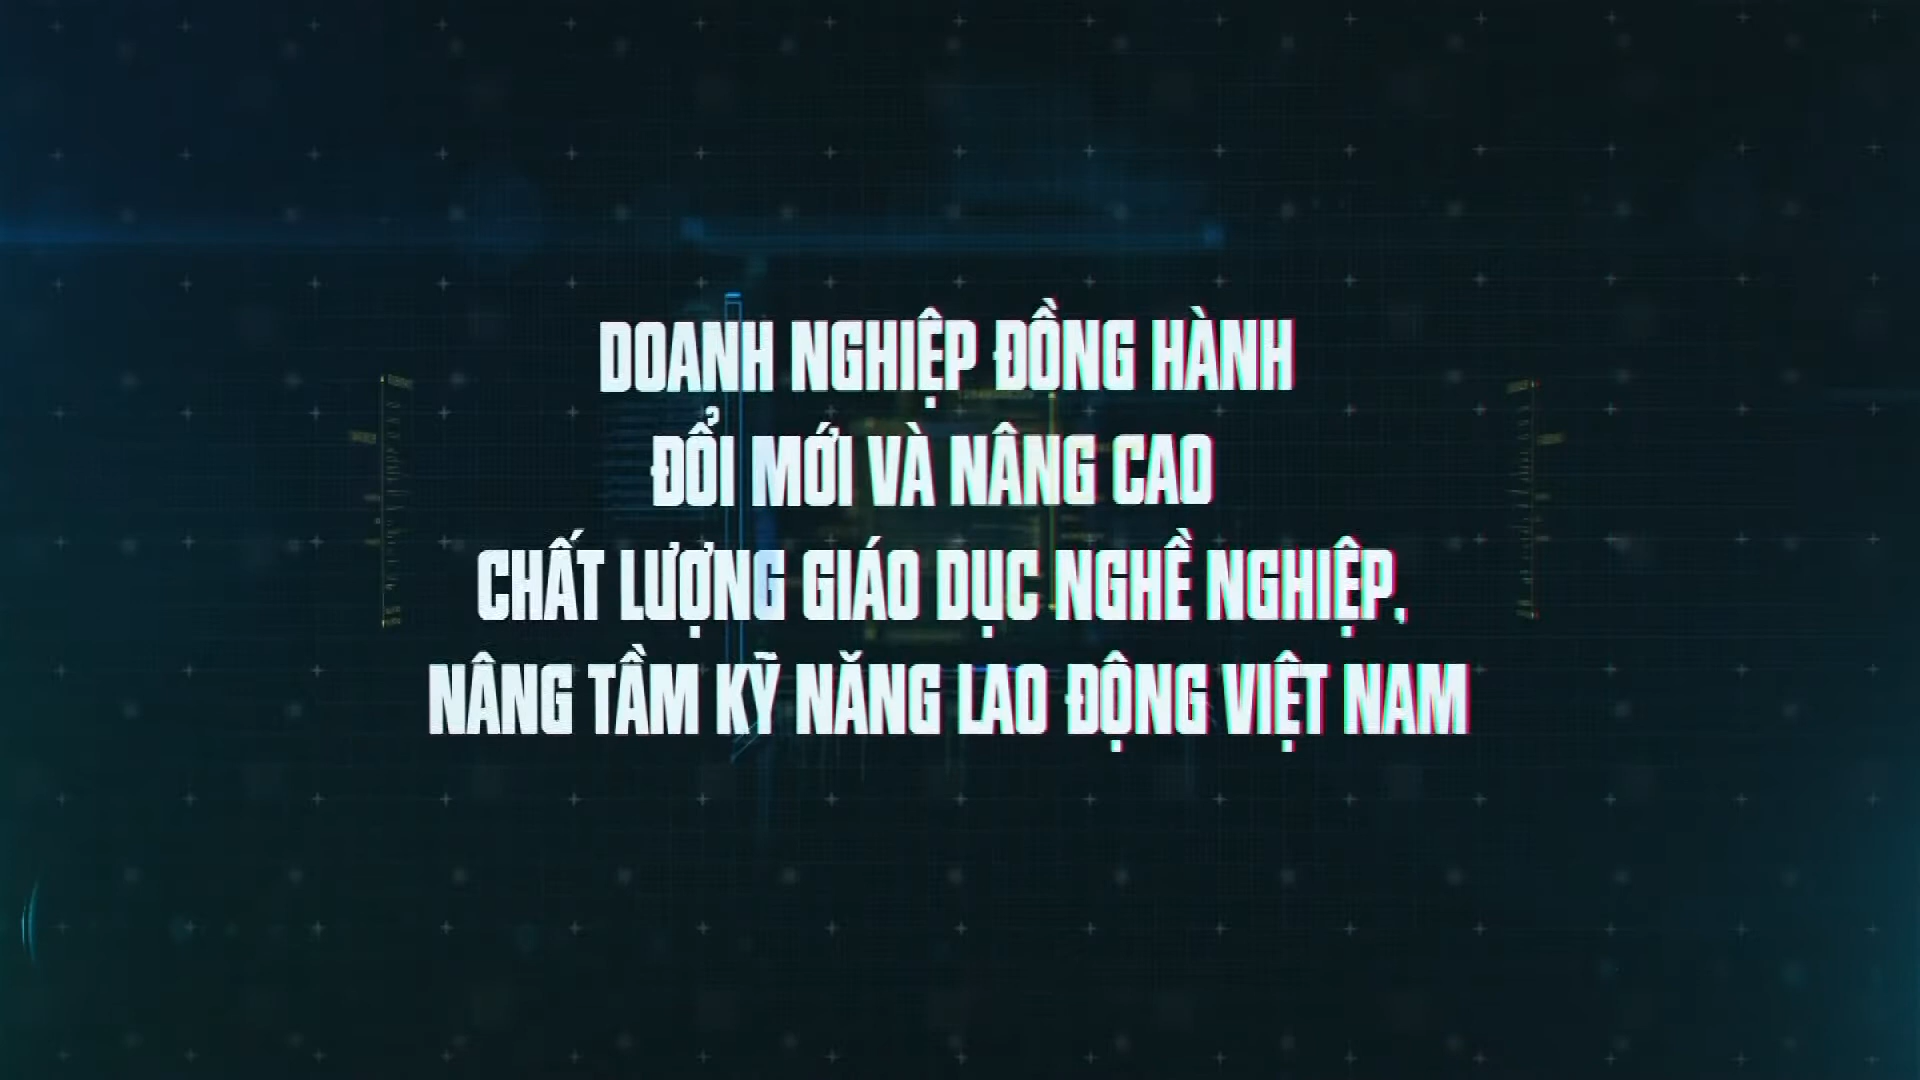 DOANH NGHIỆP ĐỒNG HÀNH
ĐỔI MỚI VÀ NÂNG CAO
CHẤT LƯỢNG GIÁO DỤC NGHỀ NGHIỆP,
NÂNG TẦM KỸ NĂNG LAO ĐỘNG VIỆT NAM